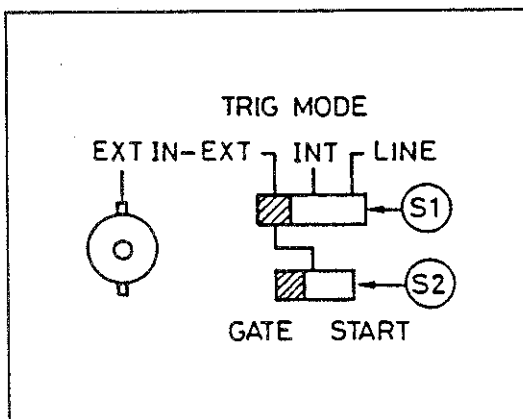 TRIG MODE
EXT IN-EXT INT LINE
S1
S2
GATE START